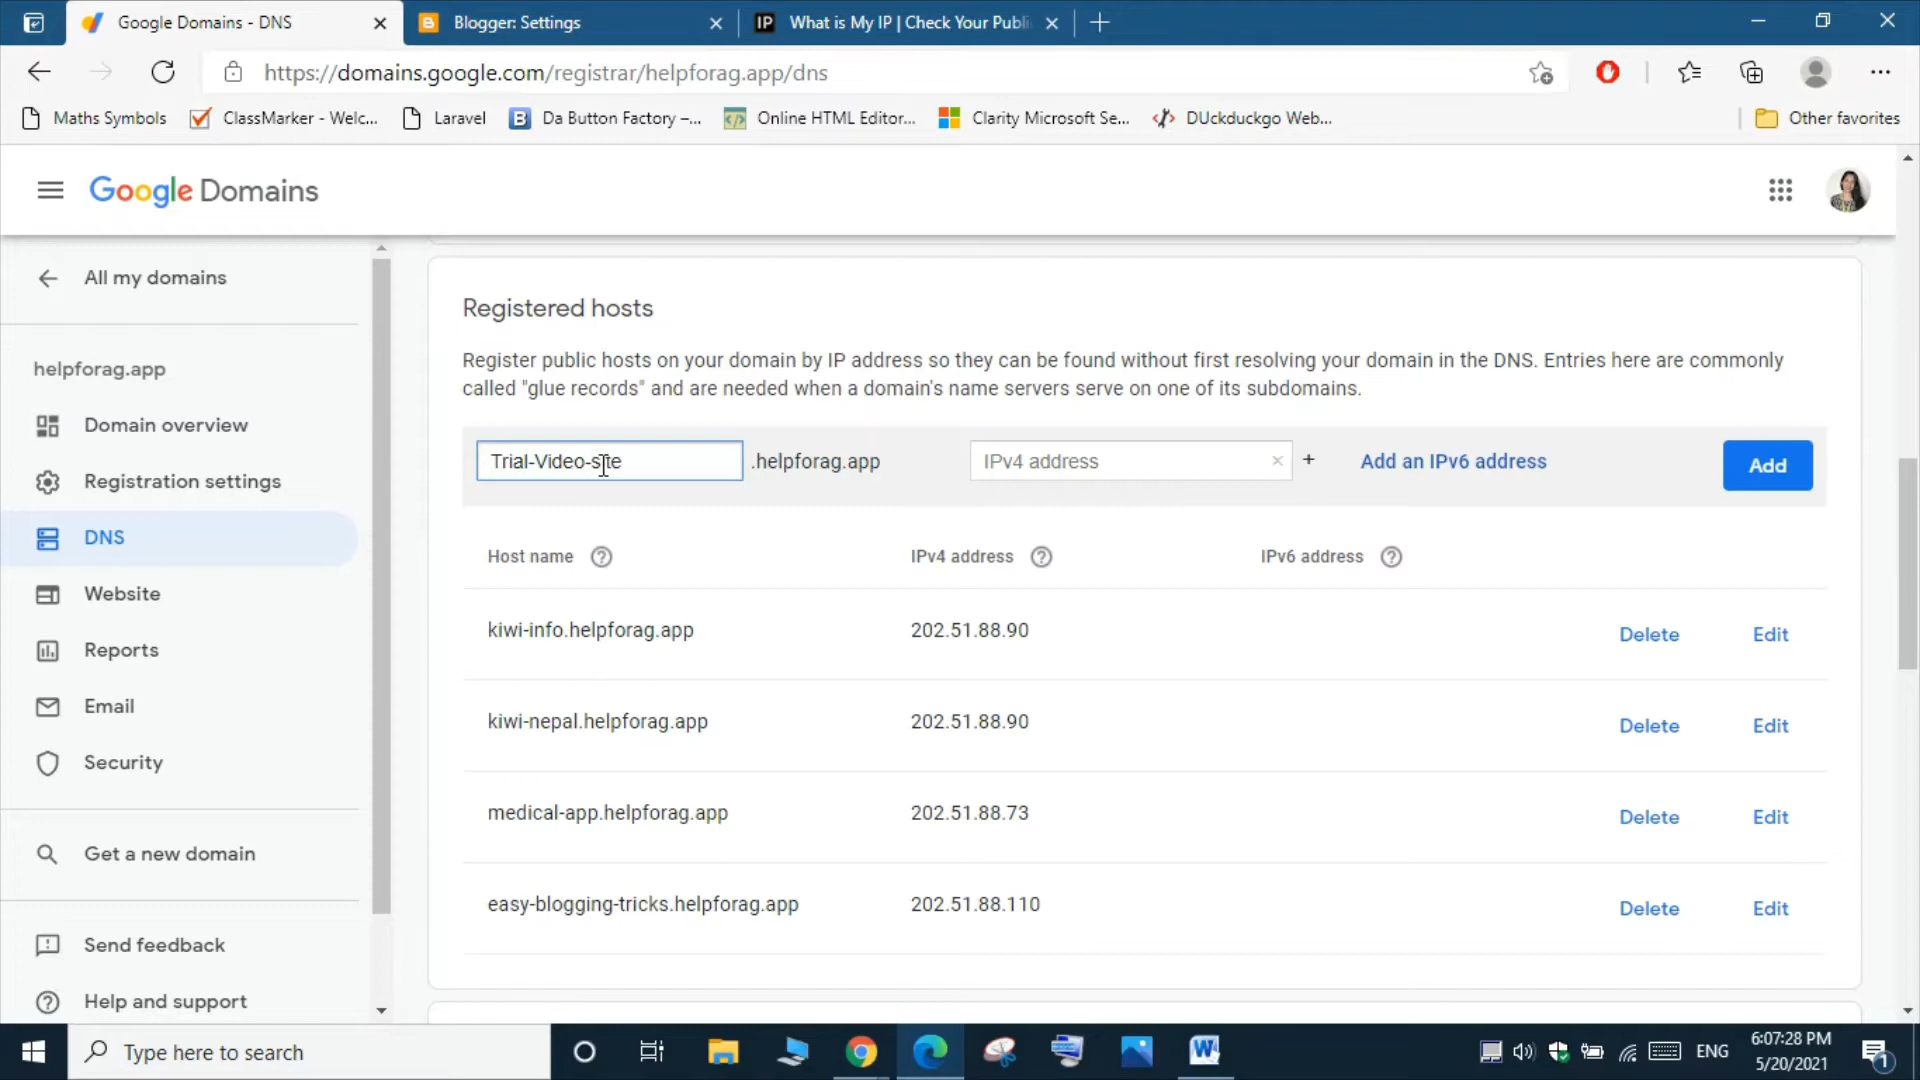 Google Domains - DNS
Blogger: Settings
What is My IP | Check Your Publi
https://domains.google.com/registrar/helpforag.app/dns
Maths Symbols
ClassMarker - Welc...
Laravel
Da Button Factory –...
Online HTML Editor...
Clarity Microsoft Se...
DUckduckgo Web...
Other favorites
Google Domains
All my domains
helpforag.app
Domain overview
Registration settings
DNS
Website
Reports
Email
Security
Get a new domain
Send feedback
Help and support
Registered hosts
Register public hosts on your domain by IP address so they can be found without first resolving your domain in the DNS. Entries here are commonly
called "glue records" and are needed when a domain's name servers serve on one of its subdomains.
Trial-Video-site .helpforag.app IPv4 address + Add an IPv6 address Add
Host name IPv4 address IPv6 address
kiwi-info.helpforag.app 202.51.88.90 Delete Edit
kiwi-nepal.helpforag.app 202.51.88.90 Delete Edit
medical-app.helpforag.app 202.51.88.73 Delete Edit
easy-blogging-tricks.helpforag.app 202.51.88.110 Delete Edit
Type here to search
ENG
6:07:28 PM
5/20/2021
1